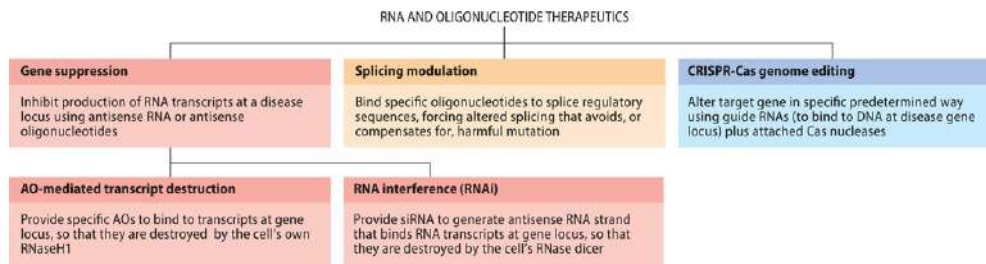 RNA AND OLIGONUCLEOTIDE THERAPEUTICS
Gene suppression
Inhibit production of RNA transcripts at a disease
locus using antisense RNA or antisense
oligonucleotides
Splicing modulation
Bind specific oligonucleotides to splice regulatory
sequences, forcing altered splicing that avoids, or
compensates for, harmful mutation
CRISPR-Cas genome editing
Alter target gene in specific predetermined way
using guide RNAs (to bind to DNA at disease gene
locus) plus attached Cas nucleases
AO-mediated transcript destruction
Provide specific AOs to bind to transcripts at gene
locus, so that they are destroyed by the cell's own
RNaseH1
RNA interference (RNAi)
Provide siRNA to generate antisense RNA strand
that binds RNA transcripts at gene locus, so that
they are destroyed by the cell's RNase dicer